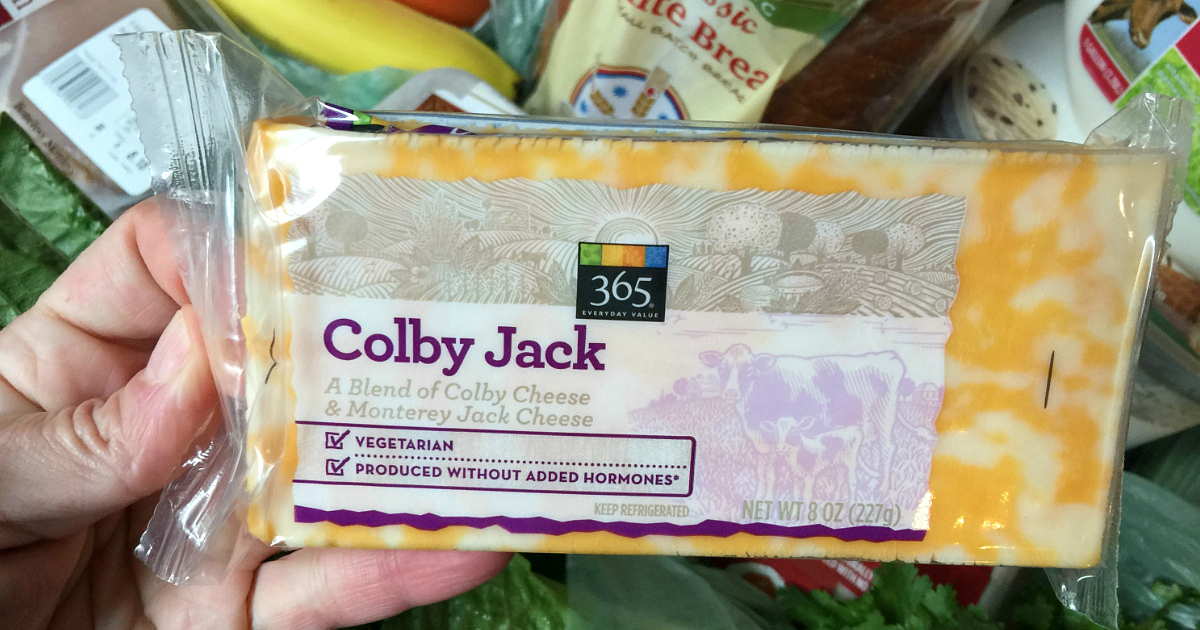 365®
EVERYDAY VALUE
Colby Jack
A Blend of Colby Cheese
& Monterey Jack Cheese
VEGETARIAN
PRODUCED WITHOUT ADDED HORMONES*
KEEP REFRIGERATED
NET WT 8 OZ (227g)